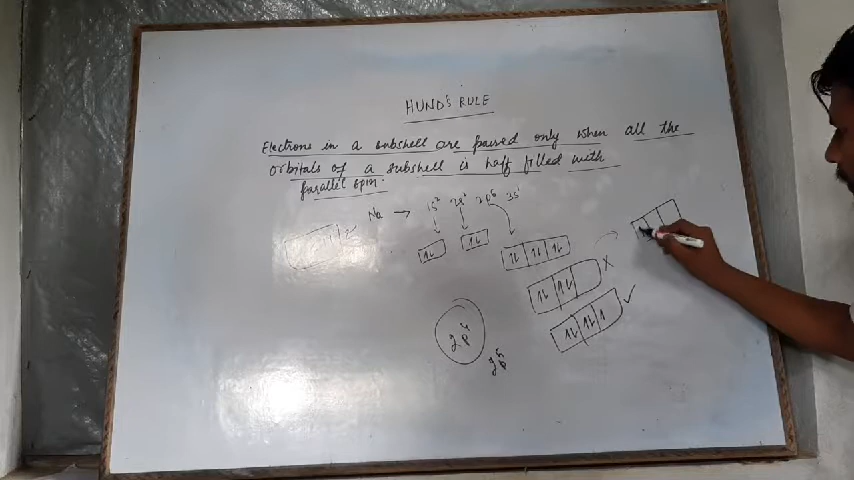 HUND'S RULE
Electrons in a subshell are paired only when all the
orbitals of a subshell is half filled with
parallel spin.
Na → 1s² 2s² 2p⁶ 3s¹